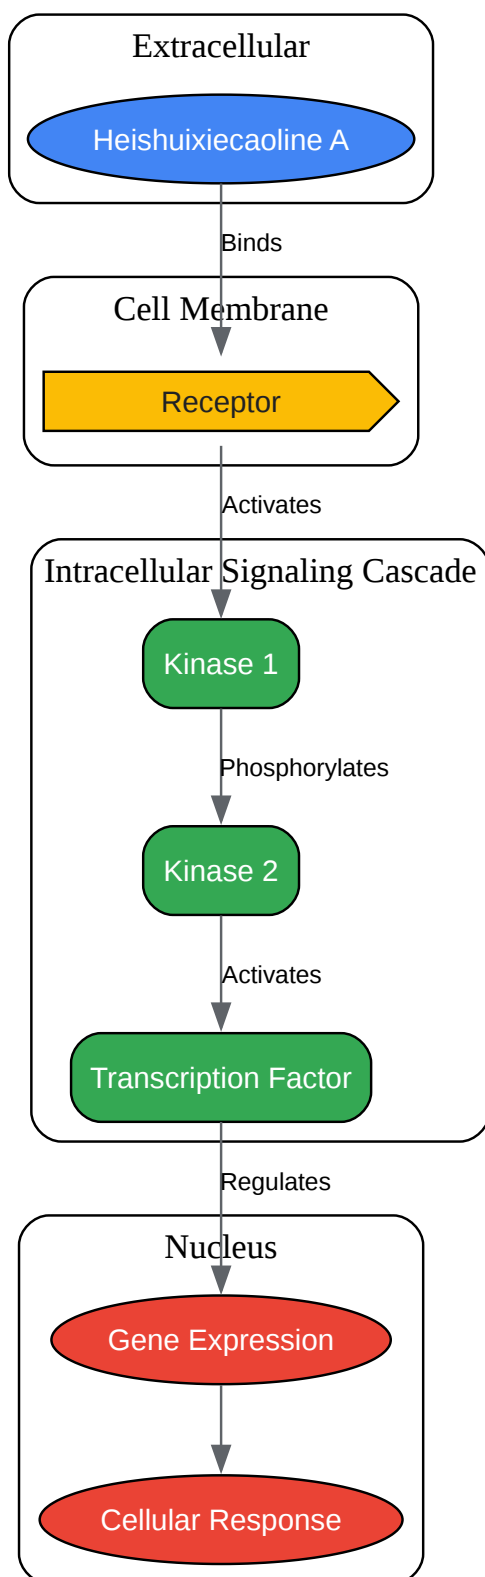 Extracellular
Heishuixiecaoline A
Binds
Cell Membrane
Receptor
Activates
Intracellular Signaling Cascade
Kinase 1
Phosphorylates
Kinase 2
Activates
Transcription Factor
Regulates
Nucleus
Gene Expression
Cellular Response